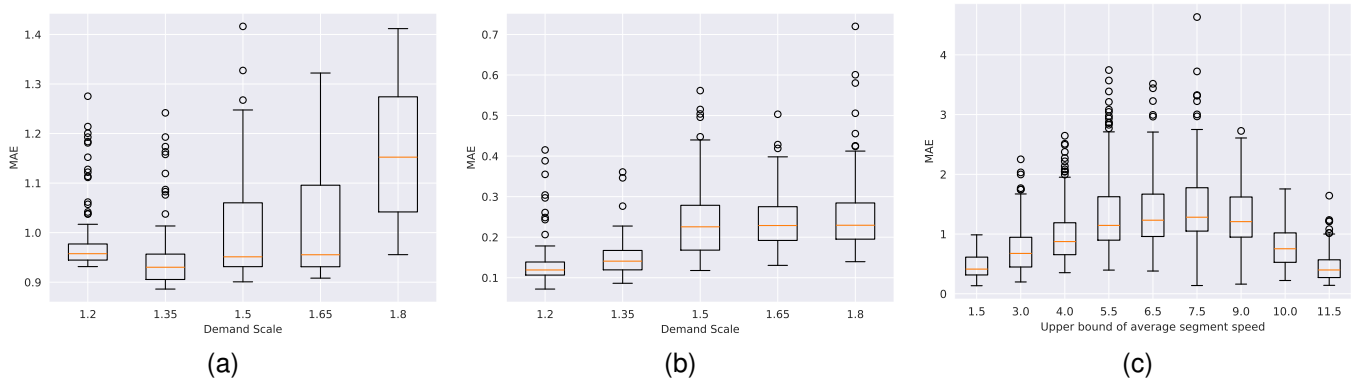 1.4
1.3
1.2
1.1
1.0
0.9
MAE
1.2 1.35 1.5 1.65 1.8
Demand Scale
(a)
0.7
0.6
0.5
0.4
0.3
0.2
0.1
MAE
1.2 1.35 1.5 1.65 1.8
Demand Scale
(b)
4
3
2
1
0
MAE
1.5 3.0 4.0 5.5 6.5 7.5 9.0 10.0 11.5
Upper bound of average segment speed
(c)